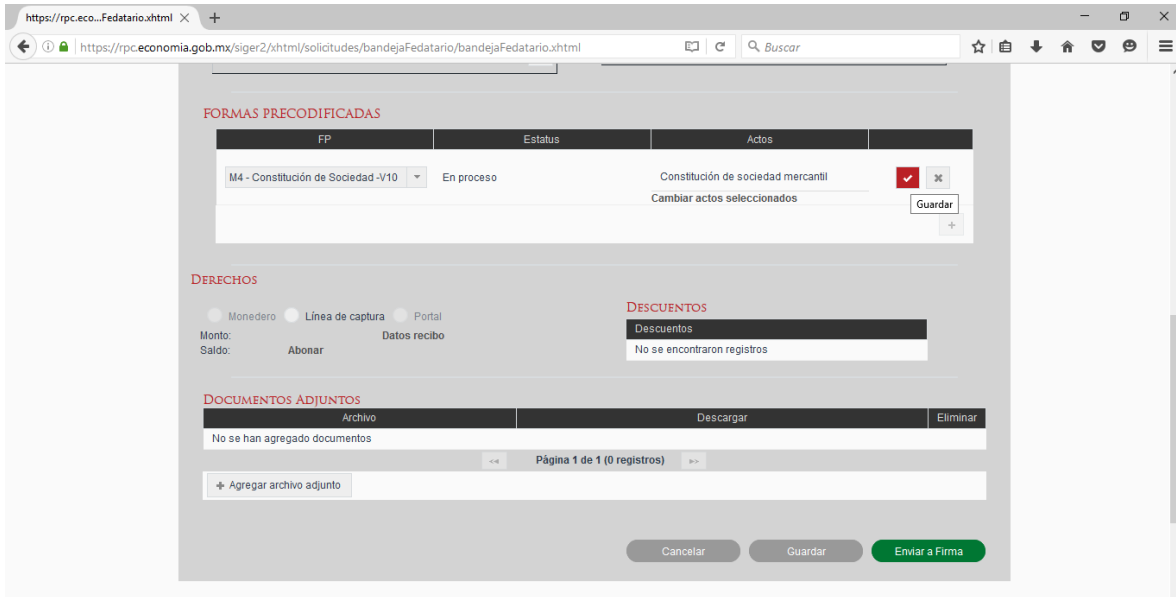 https://rpc.eco...Fedatario.xhtml
https://rpc.economia.gob.mx/siger2/xhtml/solicitudes/bandejaFedatario/bandejaFedatario.xhtml
Buscar
FORMAS PRECODIFICADAS
FP Estatus Actos
M4 - Constitución de Sociedad -V10 En proceso Constitución de sociedad mercantil
Cambiar actos seleccionados
Guardar
DERECHOS
Monedero Línea de captura Portal
Monto: Datos recibo
Saldo: Abonar
DESCUENTOS
Descuentos
No se encontraron registros
DOCUMENTOS ADJUNTOS
Archivo Descargar Eliminar
No se han agregado documentos
Página 1 de 1 (0 registros)
Agregar archivo adjunto
Cancelar Guardar Enviar a Firma